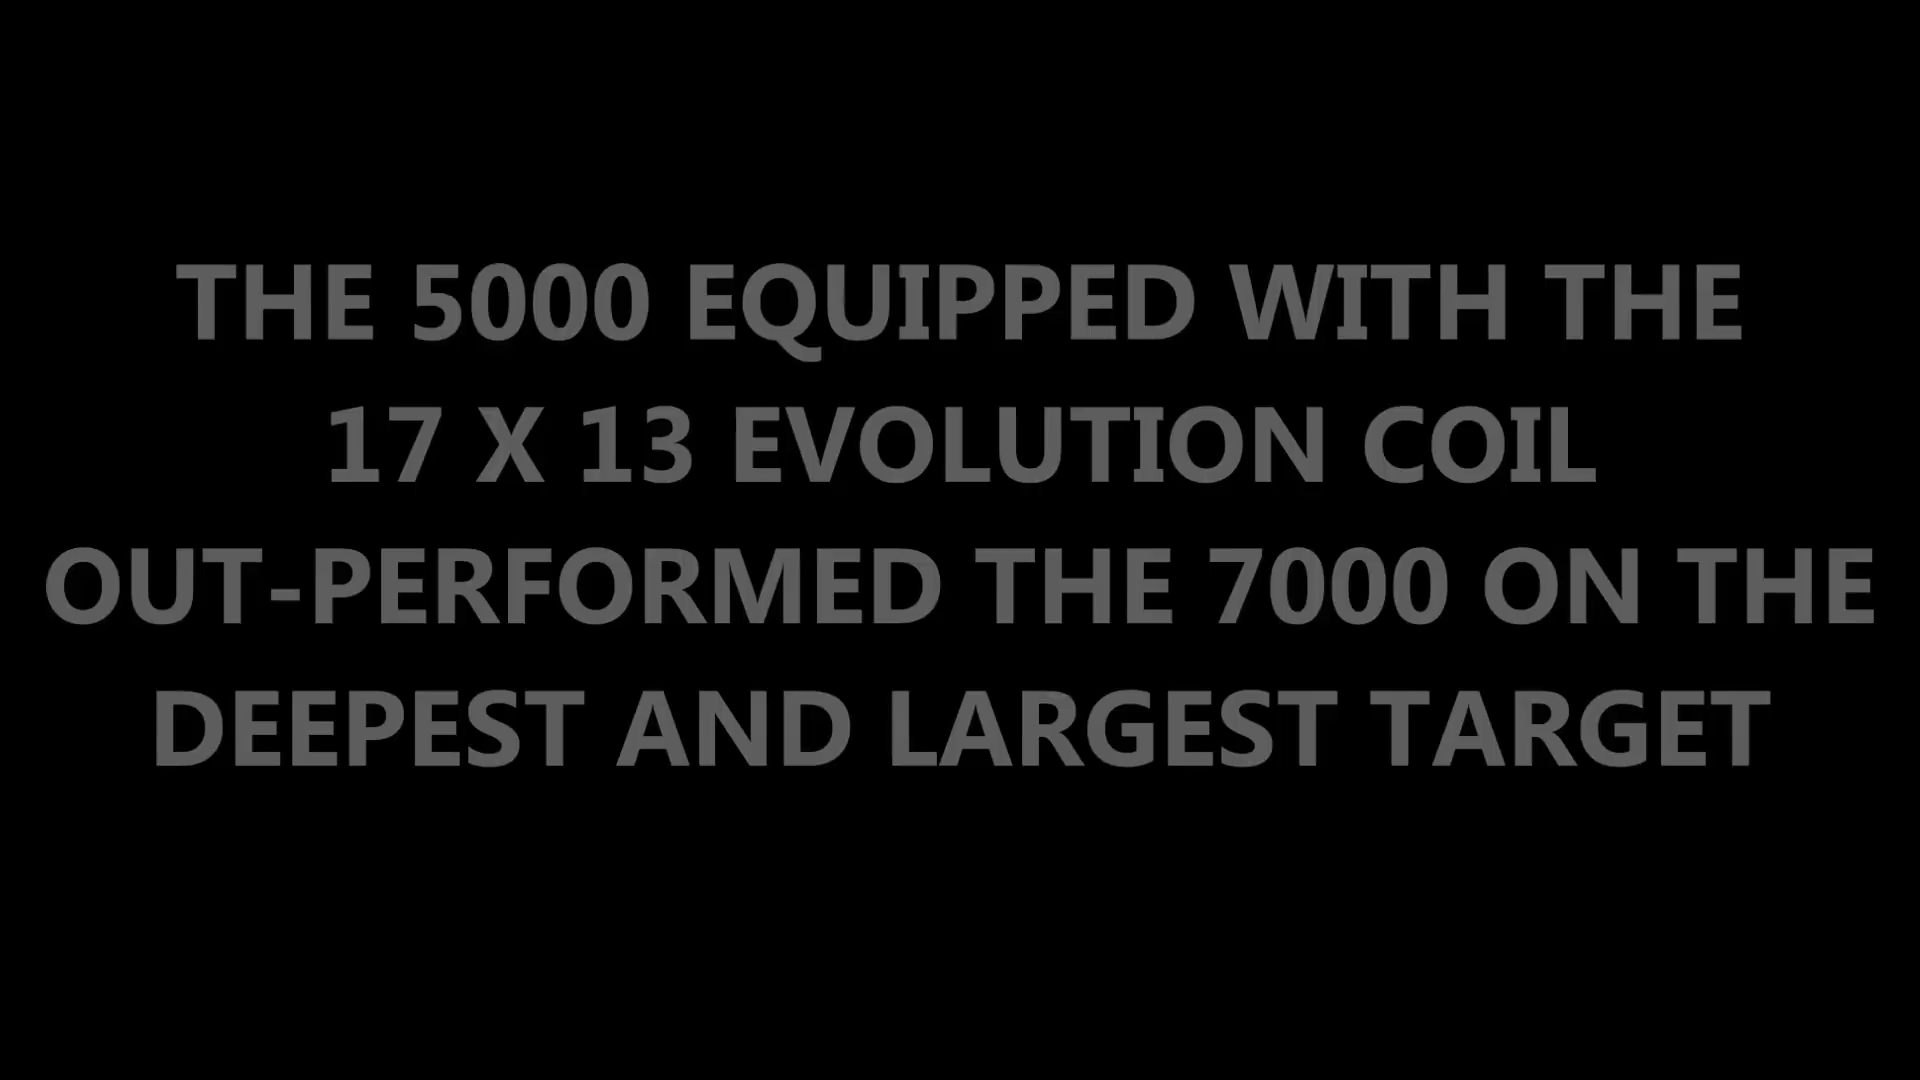 THE 5000 EQUIPPED WITH THE
17 X 13 EVOLUTION COIL
OUT-PERFORMED THE 7000 ON THE
DEEPEST AND LARGEST TARGET